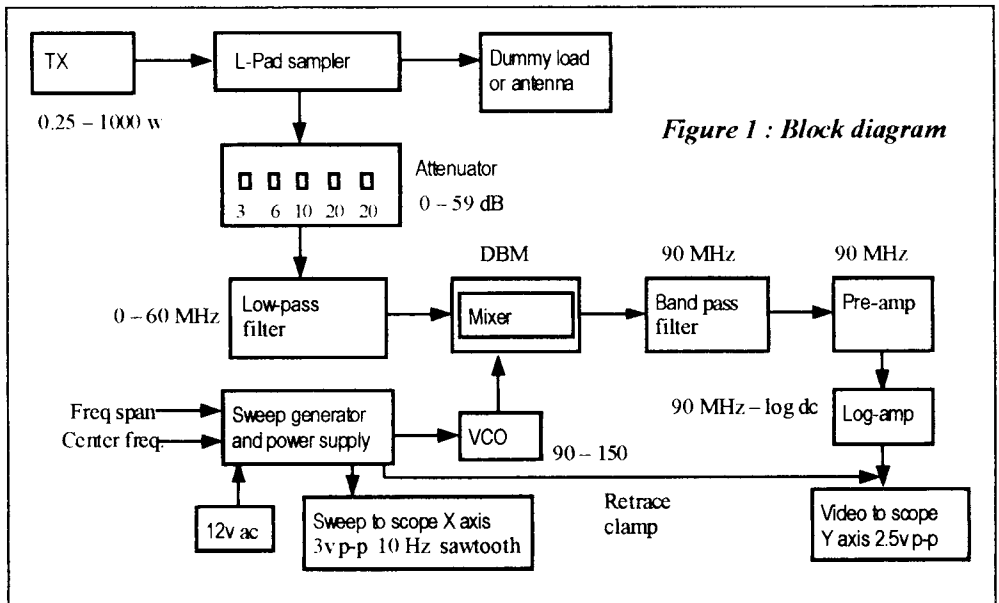 TX
L-Pad sampler
Dummy load
or antenna
0.25 – 1000 w
Figure 1 : Block diagram
Attenuator
3 6 10 20 20
0 – 59 dB
DBM
90 MHz
90 MHz
0 – 60 MHz
Low-pass
filter
Mixer
Band pass
filter
Pre-amp
Freq span
Center freq.
Sweep generator
and power supply
VCO
90 – 150
90 MHz – log dc
Log-amp
12v ac
Sweep to scope X axis
3v p-p 10 Hz sawtooth
Retrace
clamp
Video to scope
Y axis 2.5v p-p